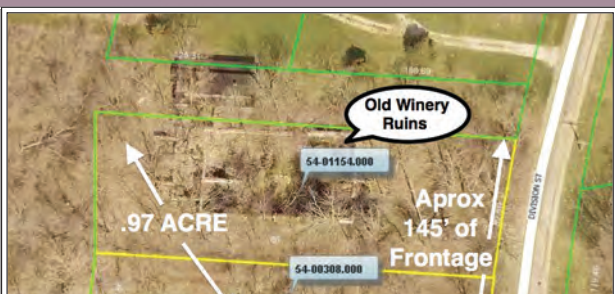 Old Winery
Ruins
54-01154.000
.97 ACRE
Aprox
145' of
Frontage
DIVISION ST
54-00308.000